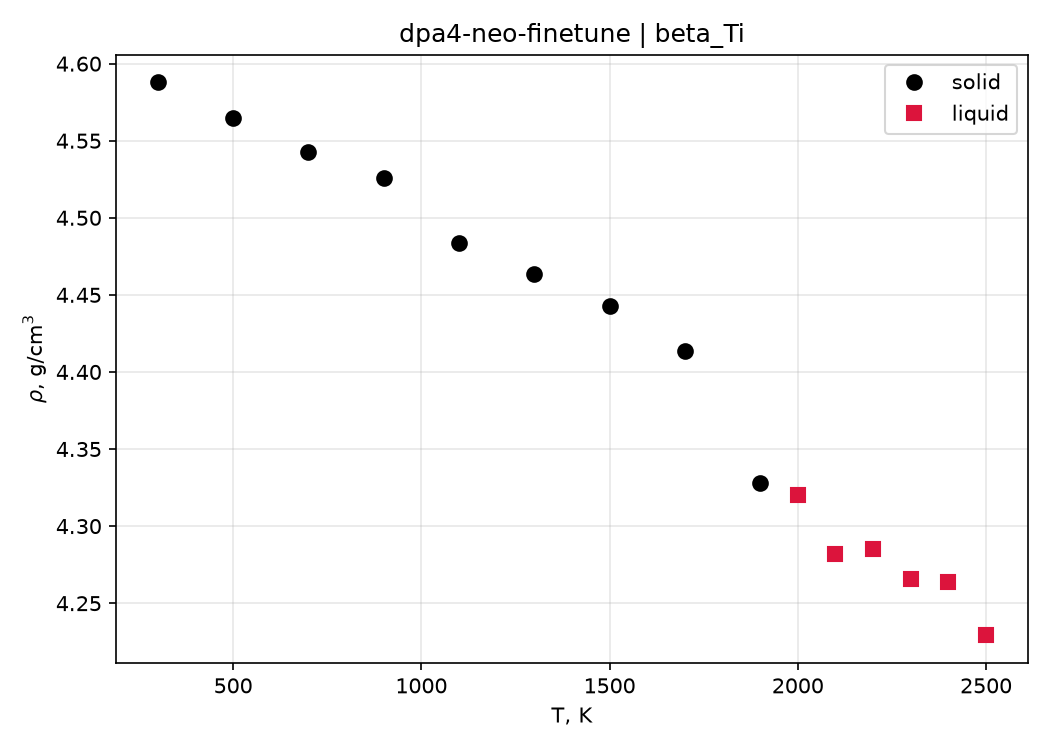 dpa4-neo-finetune | beta_Ti
solid
liquid
4.60
4.55
4.50
4.45
4.40
4.35
4.30
4.25
ρ, g/cm³
500
1000
1500
2000
2500
T, K